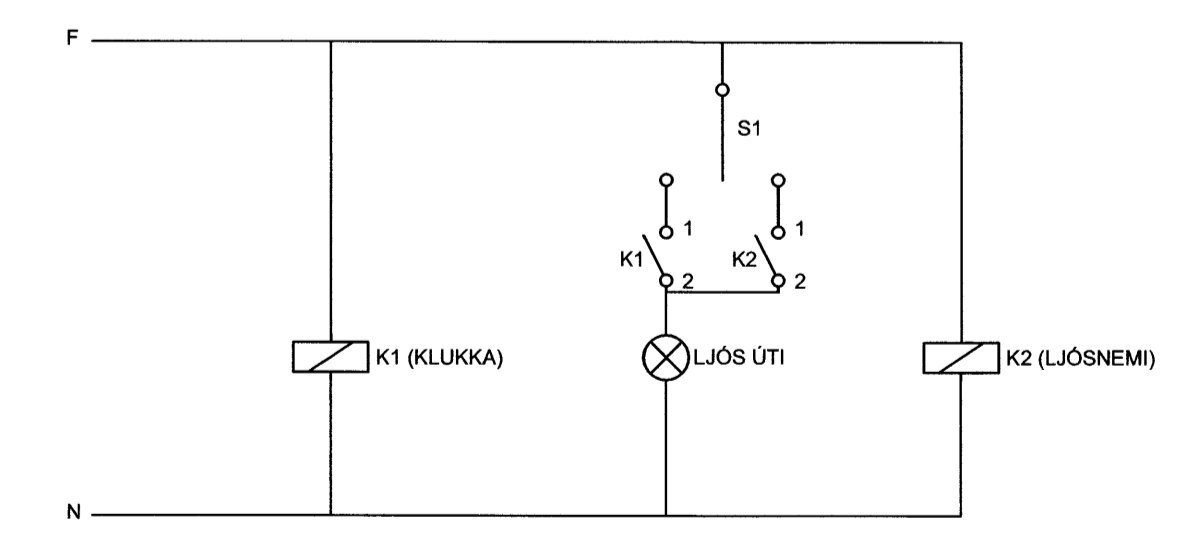 F
S1
1
1
K1
K2
2
2
K1 (KLUKKA)
LJÓS ÚTI
K2 (LJÓSNEMI)
N